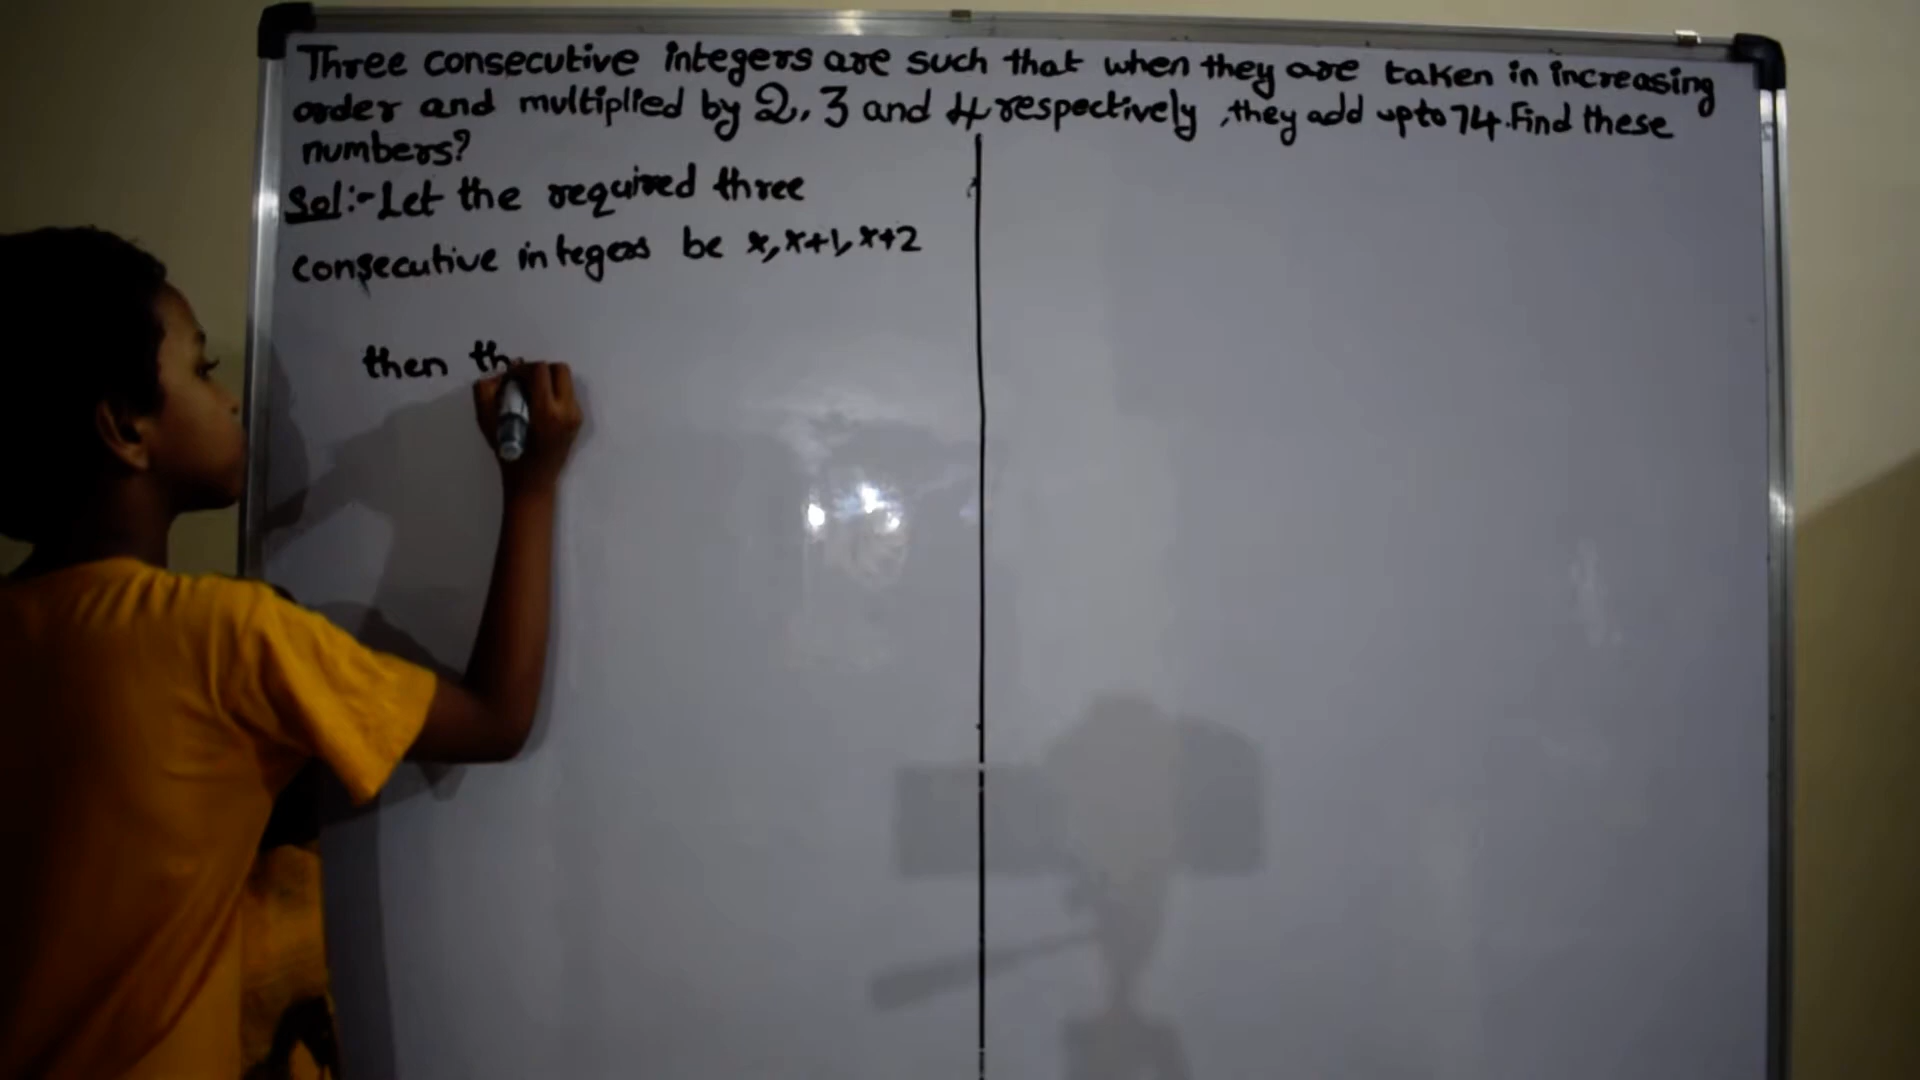 Three consecutive integers are such that when they are taken in increasing
order and multiplied by 2, 3 and 4 respectively, they add upto 74. Find these
numbers?
Sol:- Let the required three
consecutive integers be x, x+1, x+2
then th